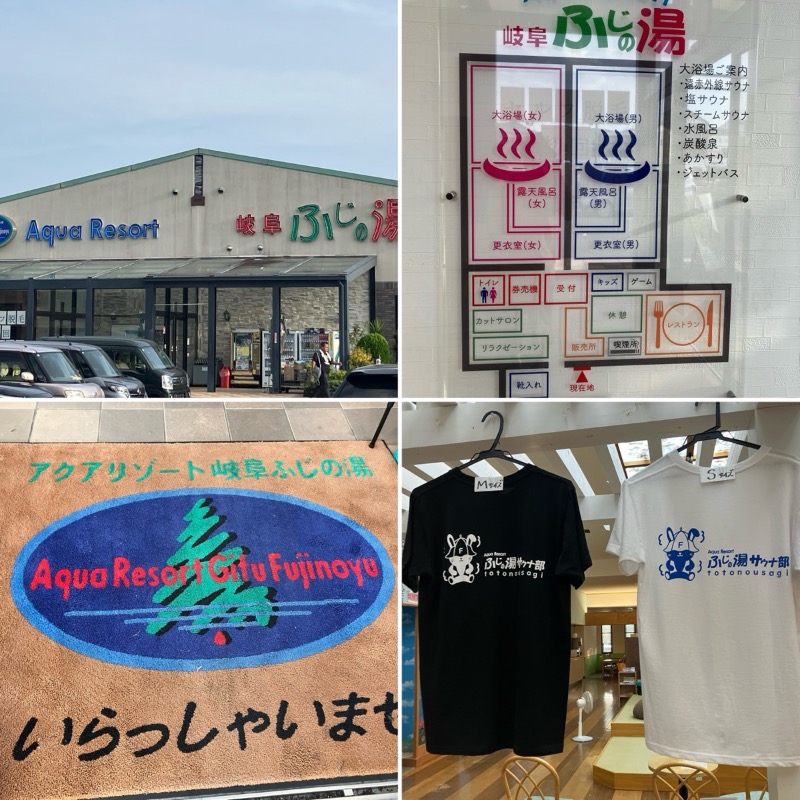 Aqua Resort
岐阜 ふじの湯
岐阜 ふじの湯
大浴場ご案内
・遠赤外線サウナ
・塩サウナ
・スチームサウナ
・水風呂
・炭酸泉
・あかすり
・ジェットバス
大浴場(女)
大浴場(男)
露天風呂
(女)
露天風呂
(男)
更衣室(女)
更衣室(男)
トイレ
券売機
受付
キッズ
ゲーム
カットサロン
休憩
レストラン
リラクゼーション
販売所
喫煙所
靴入れ
現在地
アクアリゾート岐阜ふじの湯
Aqua Resort Gifu Fujinoyu
いらっしゃいませ
Mサイズ
F
Aqua Resort
ふじの湯サウナ部
totonousagi
Sサイズ
F
Aqua Resort
ふじの湯サウナ部
totonousagi